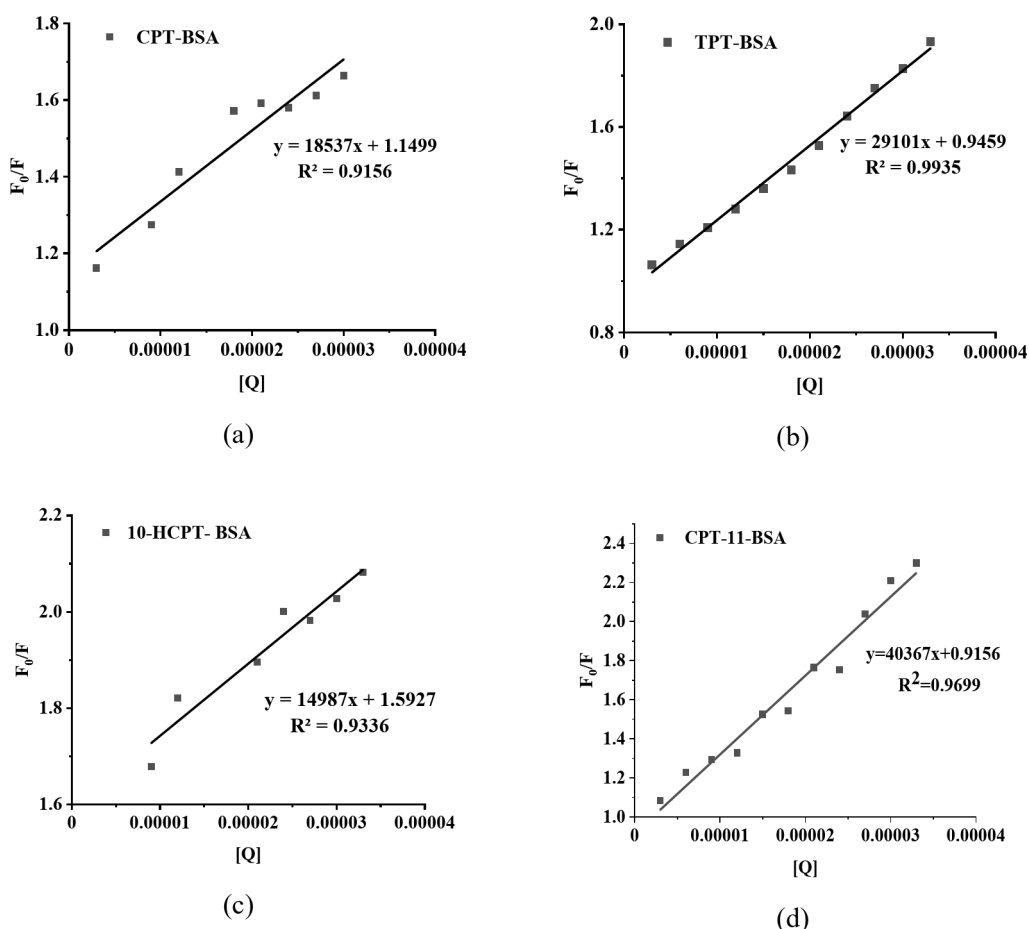 CPT-BSA
1.8
1.6
1.4
1.2
1.0
F₀/F
y = 18537x + 1.1499
R² = 0.9156
0 0.00001 0.00002 0.00003 0.00004
[Q]
(a)
TPT-BSA
2.0
1.6
1.2
0.8
F₀/F
y = 29101x + 0.9459
R² = 0.9935
0 0.00001 0.00002 0.00003 0.00004
[Q]
(b)
10-HCPT- BSA
2.2
2.0
1.8
1.6
F₀/F
y = 14987x + 1.5927
R² = 0.9336
0 0.00001 0.00002 0.00003 0.00004
[Q]
(c)
CPT-11-BSA
2.4
2.2
2.0
1.8
1.6
1.4
1.2
1.0
F₀/F
y=40367x+0.9156
R²=0.9699
0 0.00001 0.00002 0.00003 0.00004
[Q]
(d)